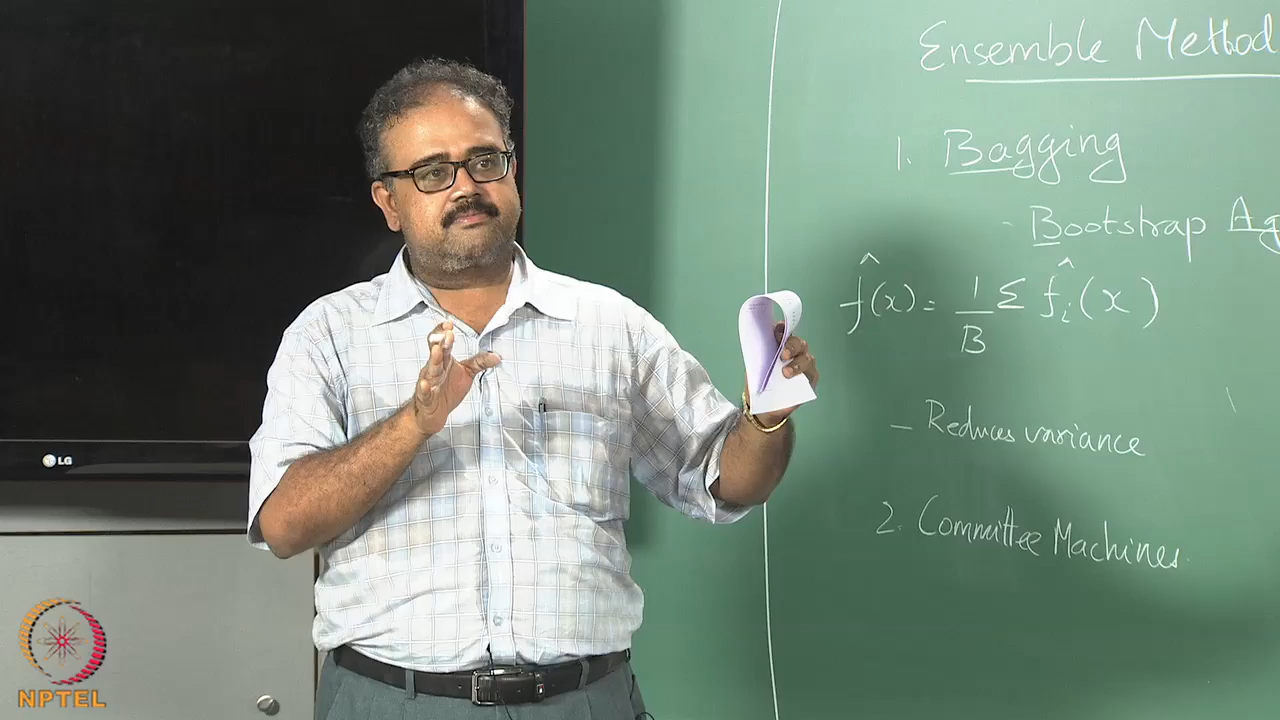 Ensemble Method
1. Bagging
- Bootstrap Ag
f̂(x) = 1/B Σ f̂ᵢ(x)
- Reduces variance
2. Committee Machines.
LG
NPTEL